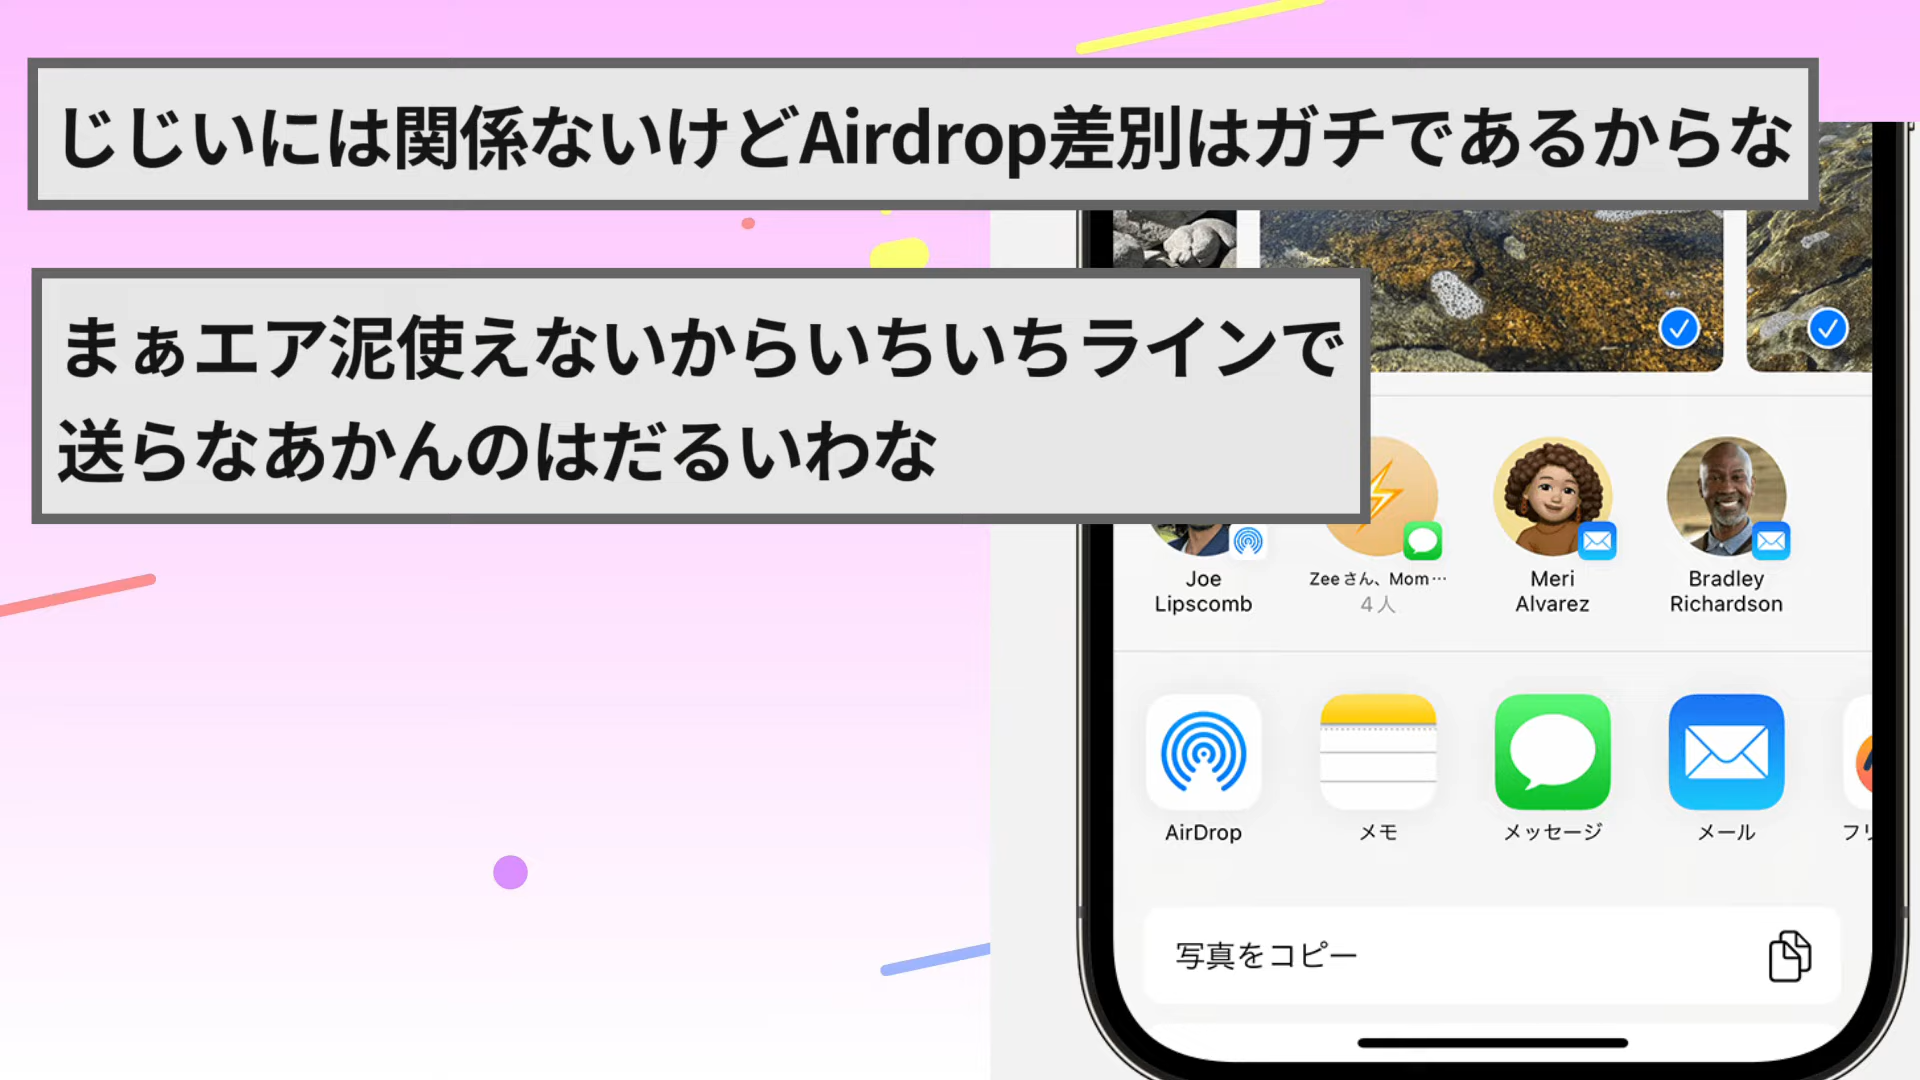 じじいには関係ないけどAirdrop差別はガチであるからな
まぁエア泥使えないからいちいちラインで
送らなあかんのはだるいわな
Joe
Lipscomb
Zeeさん、Mom…
4人
Meri
Alvarez
Bradley
Richardson
AirDrop
メモ
メッセージ
メール
フリ
写真をコピー